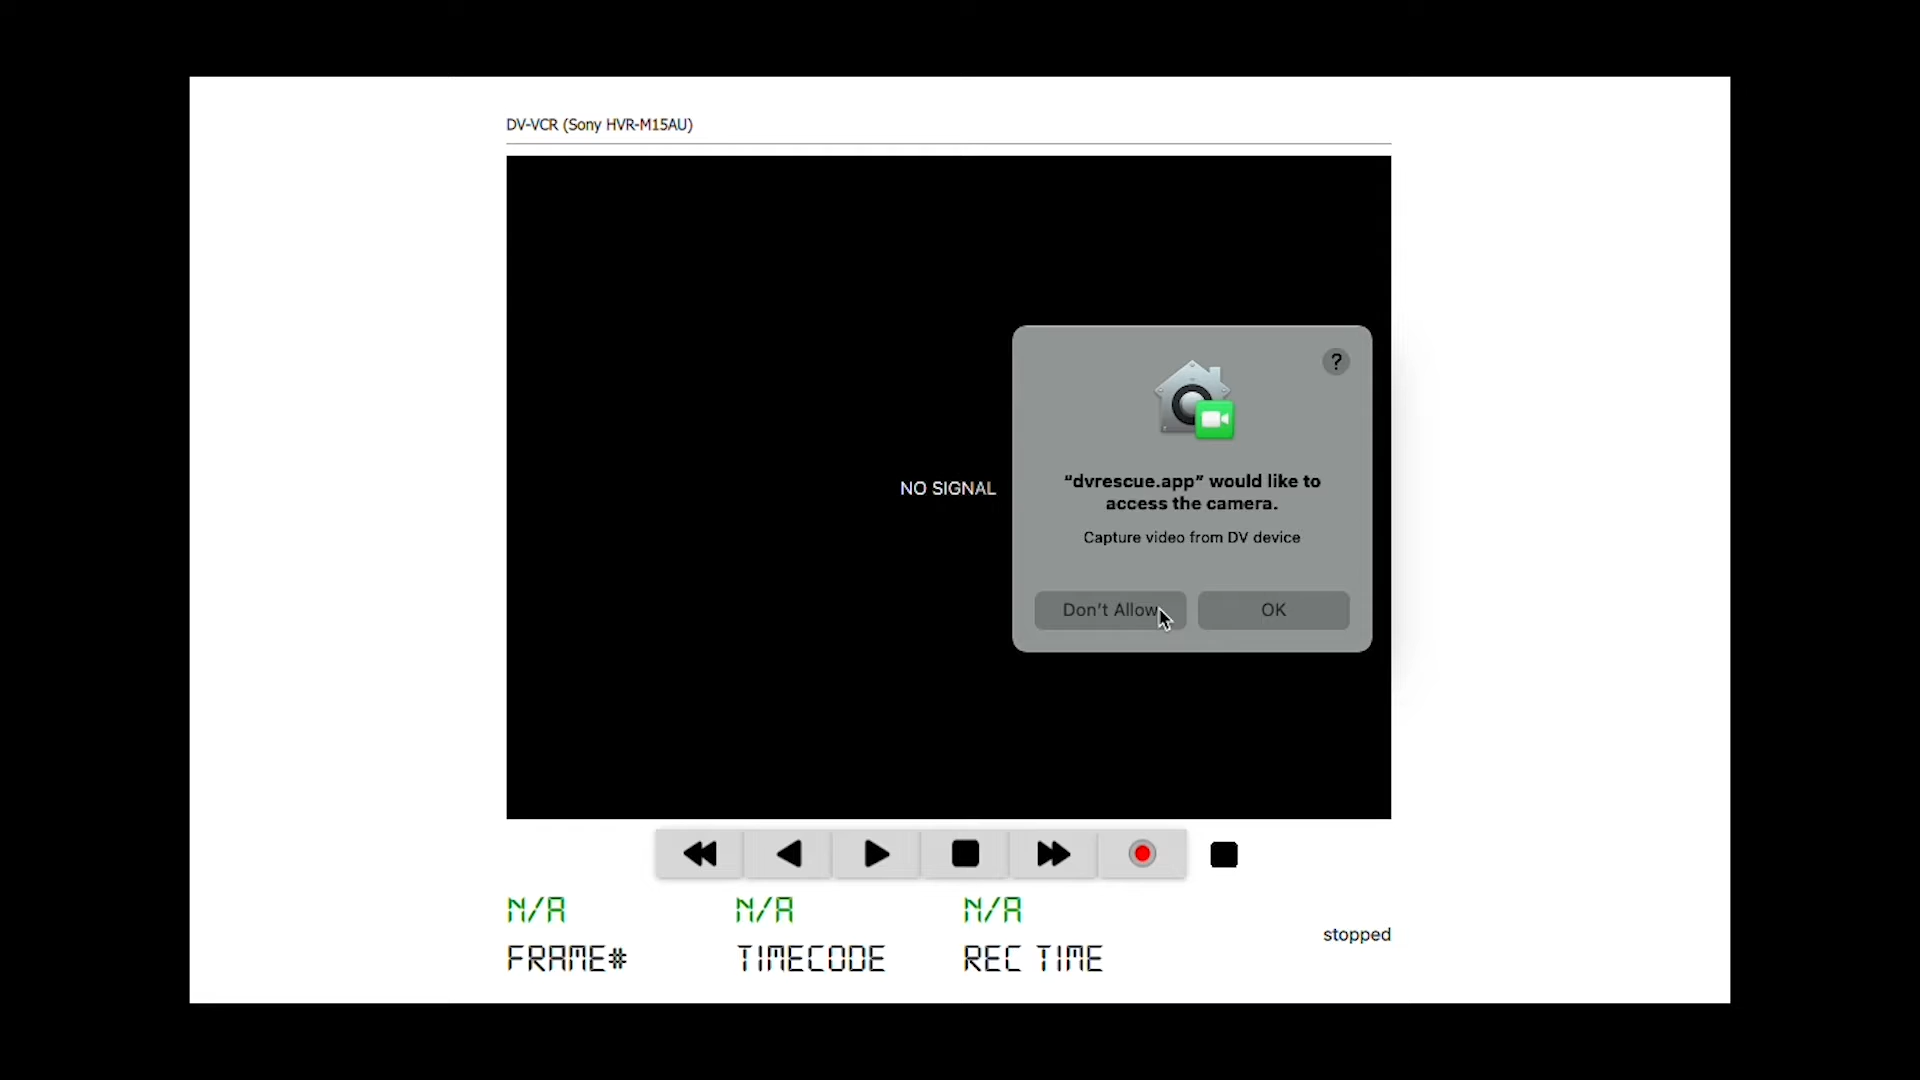 DV-VCR (Sony HVR-M15AU)
NO SIGNAL
?
“dvrescue.app” would like to
access the camera.
Capture video from DV device
Don't Allow
OK
N/A
N/A
N/A
FRAME#
TIMECODE
REC TIME
stopped